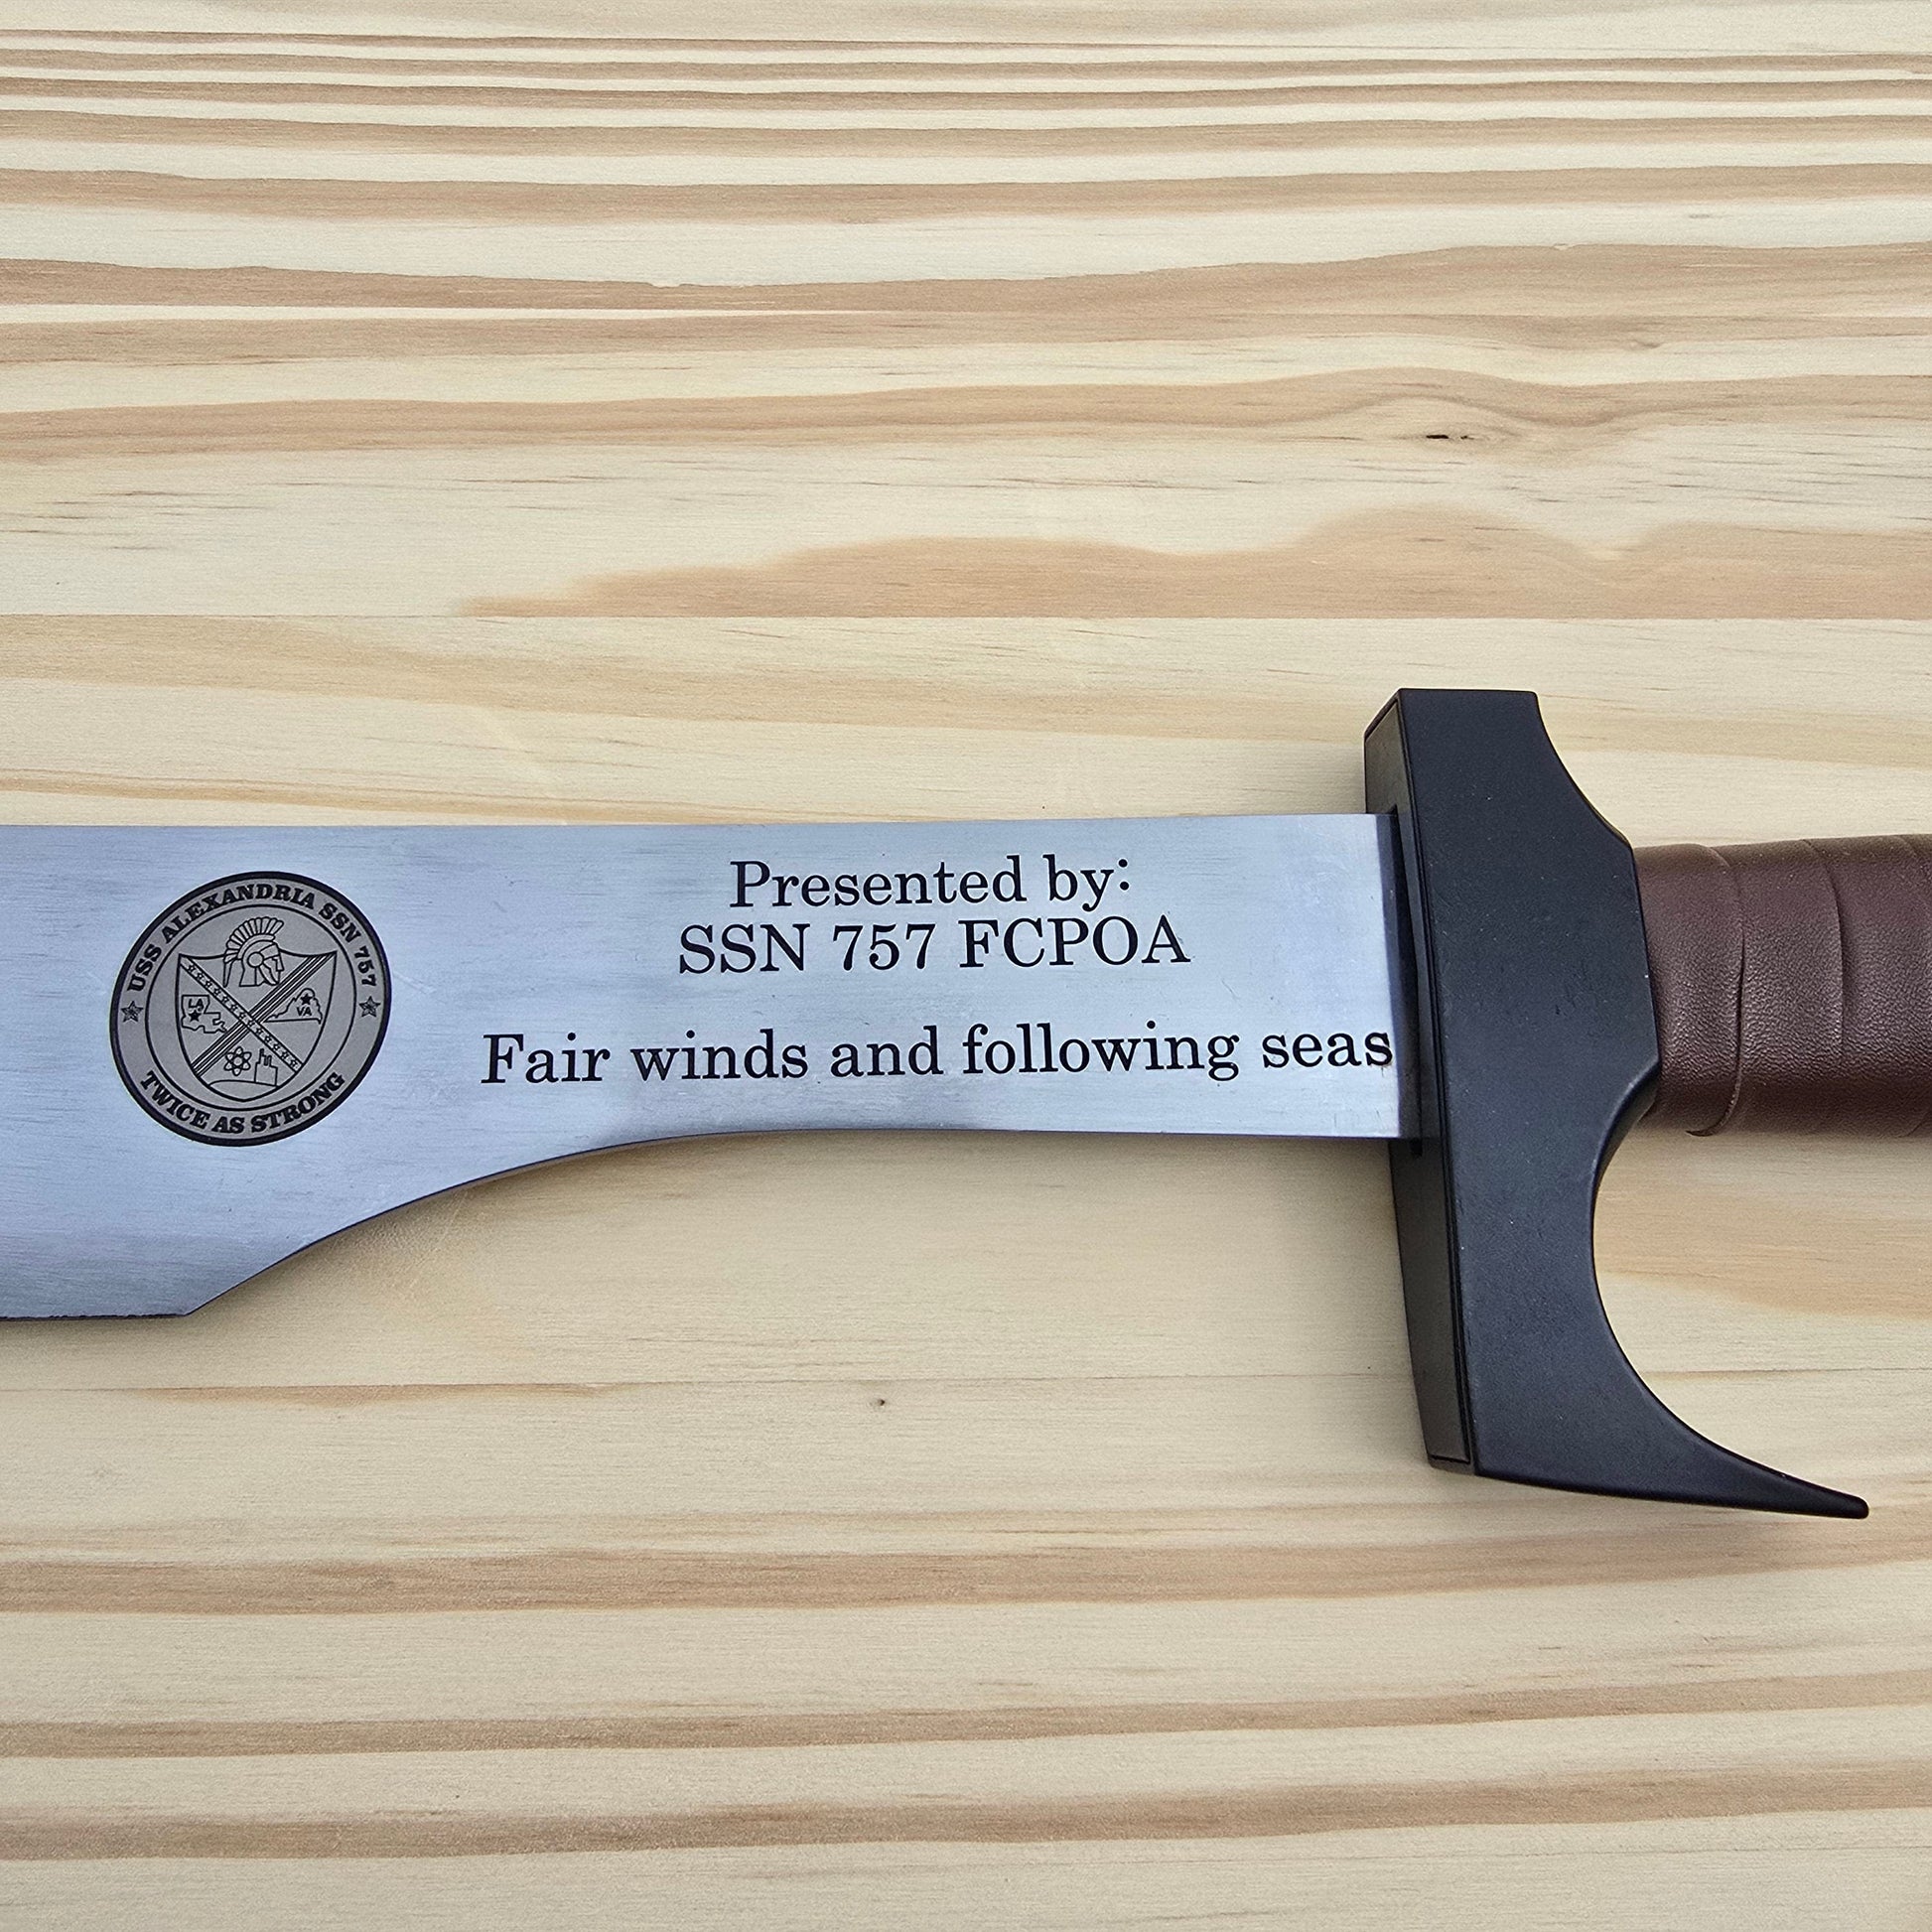 USS ALEXANDRIA SSN 757
LA
VA
TWICE AS STRONG
Presented by:
SSN 757 FCPOA
Fair winds and following seas